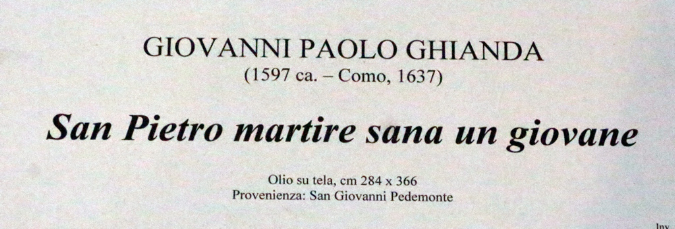 GIOVANNI PAOLO GHIANDA
(1597 ca. – Como, 1637)
San Pietro martire sana un giovane
Olio su tela, cm 284 x 366
Provenienza: San Giovanni Pedemonte